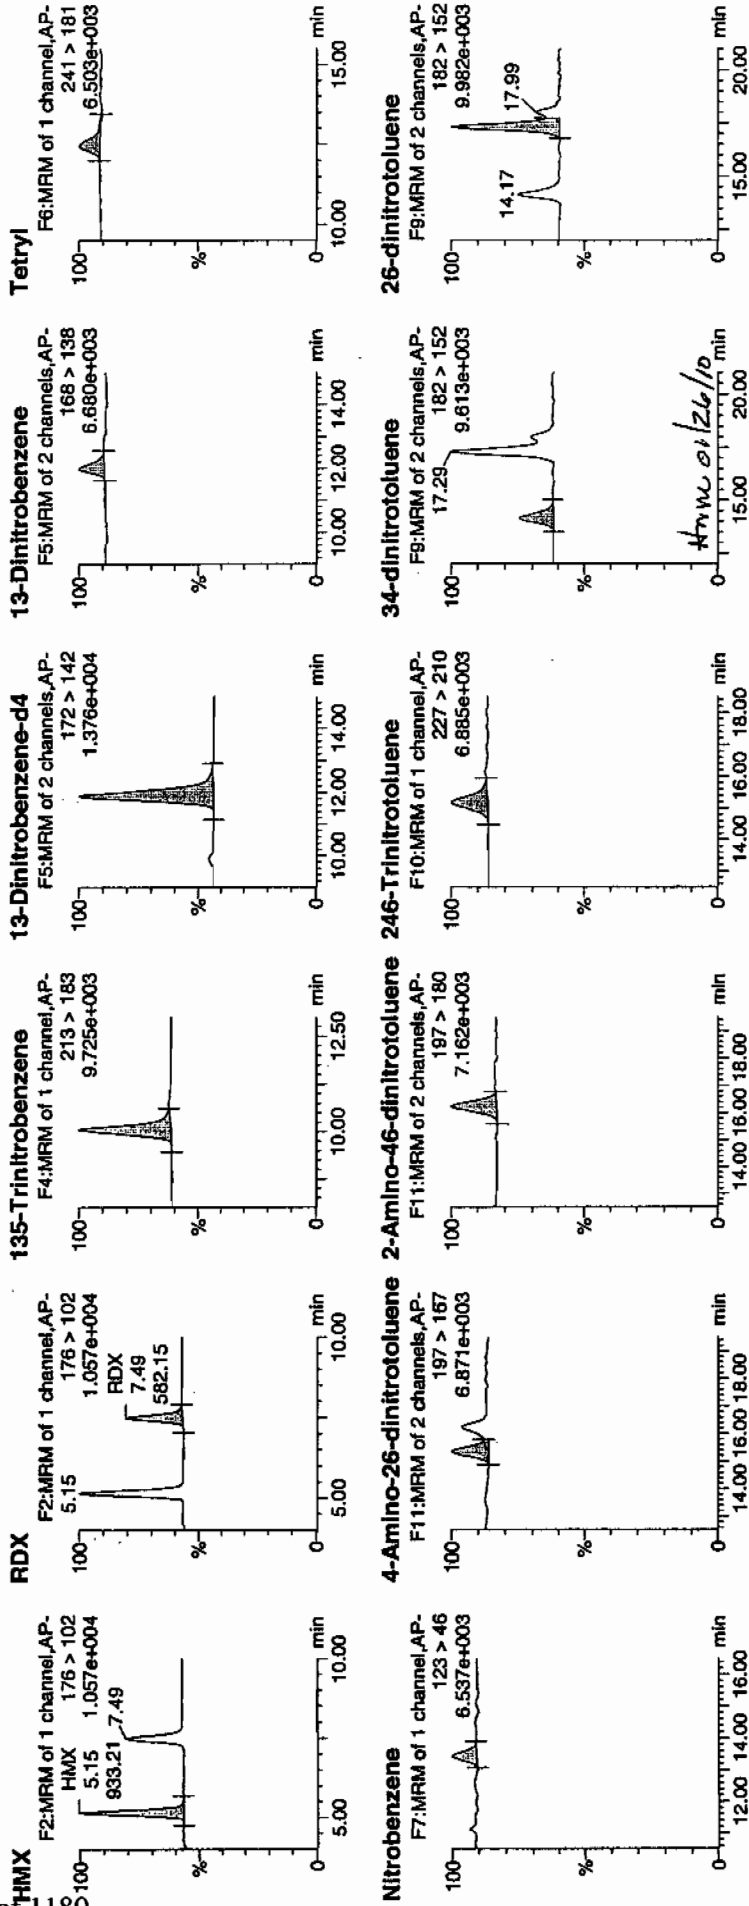 HMX
F2:MRM of 1 channel,AP-
176 > 102
1.057e+004
HMX
5.15
933.21
7.49
100
%
0
5.00
10.00
min
RDX
F2:MRM of 1 channel,AP-
176 > 102
1.057e+004
5.15
RDX
7.49
582.15
100
%
0
5.00
10.00
min
135-Trinitrobenzene
F4:MRM of 1 channel,AP-
213 > 183
9.725e+003
100
%
0
10.00
12.50
min
13-Dinitrobenzene-d4
F5:MRM of 2 channels,AP-
172 > 142
1.376e+004
100
%
0
10.00
12.00
14.00
min
13-Dinitrobenzene
F5:MRM of 2 channels,AP-
168 > 138
6.680e+003
100
%
0
10.00
12.00
14.00
min
Tetryl
F6:MRM of 1 channel,AP-
241 > 181
6.503e+003
100
%
0
10.00
15.00
min
Nitrobenzene
F7:MRM of 1 channel,AP-
123 > 46
6.537e+003
100
%
0
12.00
14.00
16.00
min
4-Amino-26-dinitrotoluene
F11:MRM of 2 channels,AP-
197 > 167
6.871e+003
100
%
0
14.00
16.00
18.00
min
2-Amino-46-dinitrotoluene
F11:MRM of 2 channels,AP-
197 > 180
7.162e+003
100
%
0
14.00
16.00
18.00
min
246-Trinitrotoluene
F10:MRM of 1 channel,AP-
227 > 210
6.885e+003
100
%
0
14.00
16.00
18.00
min
34-dinitrotoluene
F9:MRM of 2 channels,AP-
182 > 152
9.613e+003
17.29
100
%
0
15.00
20.00
min
01/26/10
26-dinitrotoluene
F9:MRM of 2 channels,AP-
182 > 152
9.982e+003
14.17
17.99
100
%
0
15.00
20.00
min